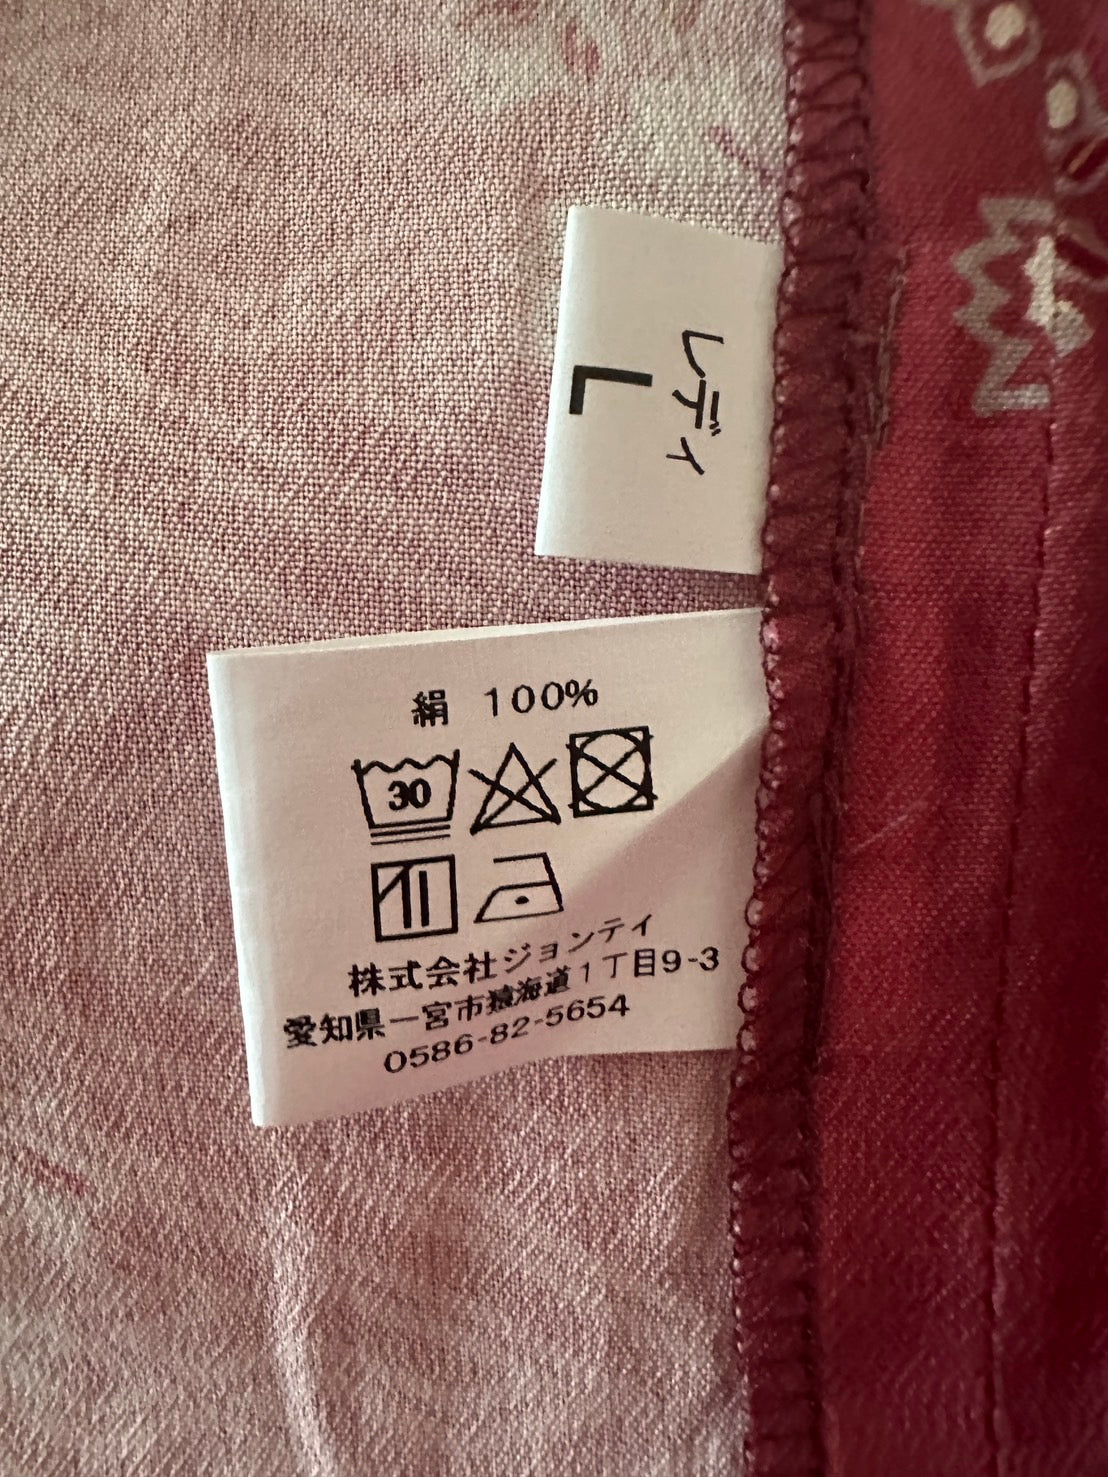 レディ
L
絹 100%
30
株式会社ジョンティ
愛知県一宮市猿海道1丁目9-3
0586-82-5654